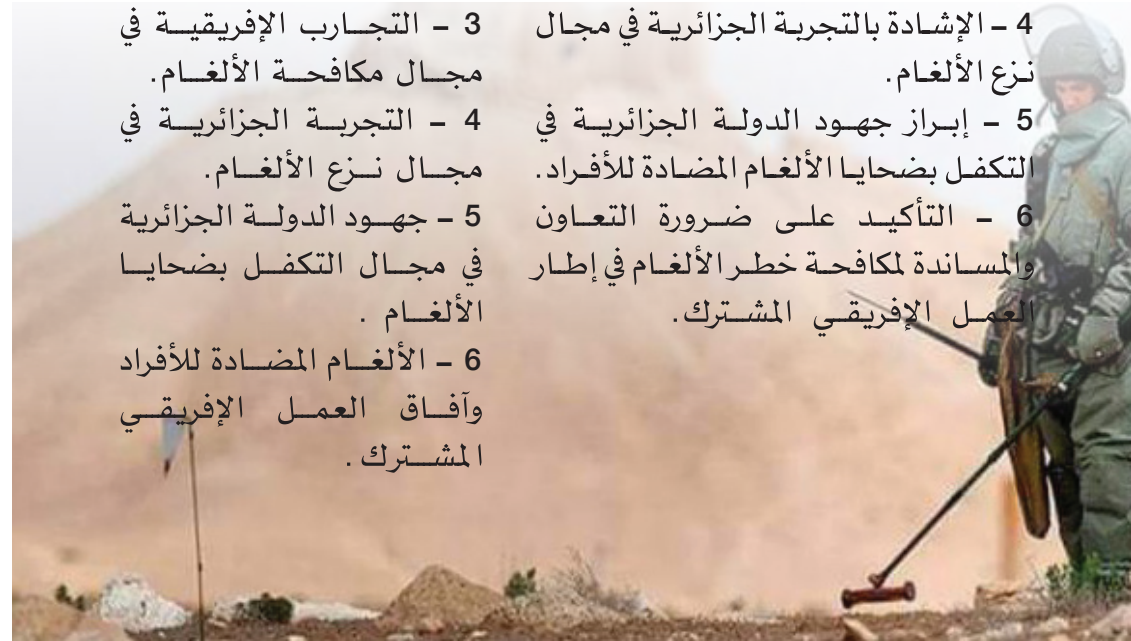 4 – الإشادة بالتجربة الجزائرية في مجال
نزع الألغام.
5 – إبراز جهود الدولة الجزائرية في
التكفل بضحايا الألغام المضادة للأفراد.
6 – التأكيد على ضرورة التعاون
والمساندة لمكافحة خطر الألغام في إطار
العمل الإفريقي المشترك.
3 – التجارب الإفريقية في
مجال مكافحة الألغام.
4 – التجربة الجزائرية في
مجال نزع الألغام.
5 – جهود الدولة الجزائرية
في مجال التكفل بضحايا
الألغام .
6 – الألغام المضادة للأفراد
وآفاق العمل الإفريقي
المشترك .